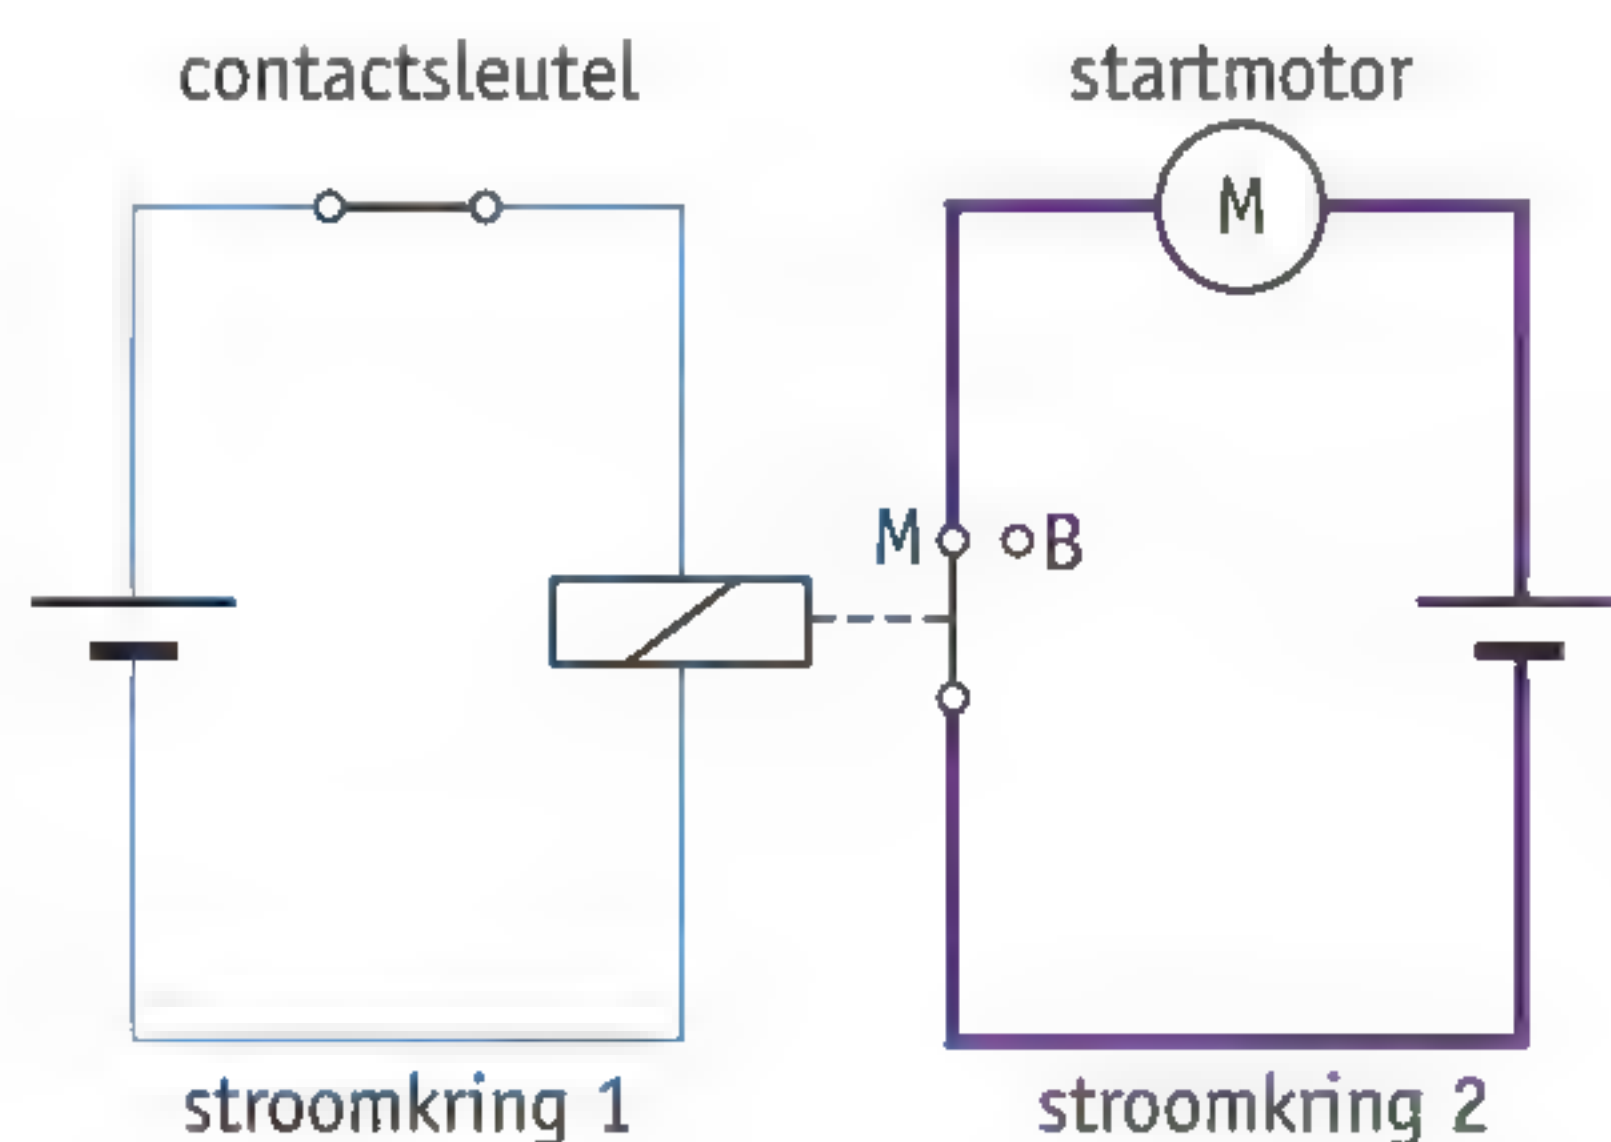 contactsleutel
startmotor
M
M
B
stroomkring 1
stroomkring 2